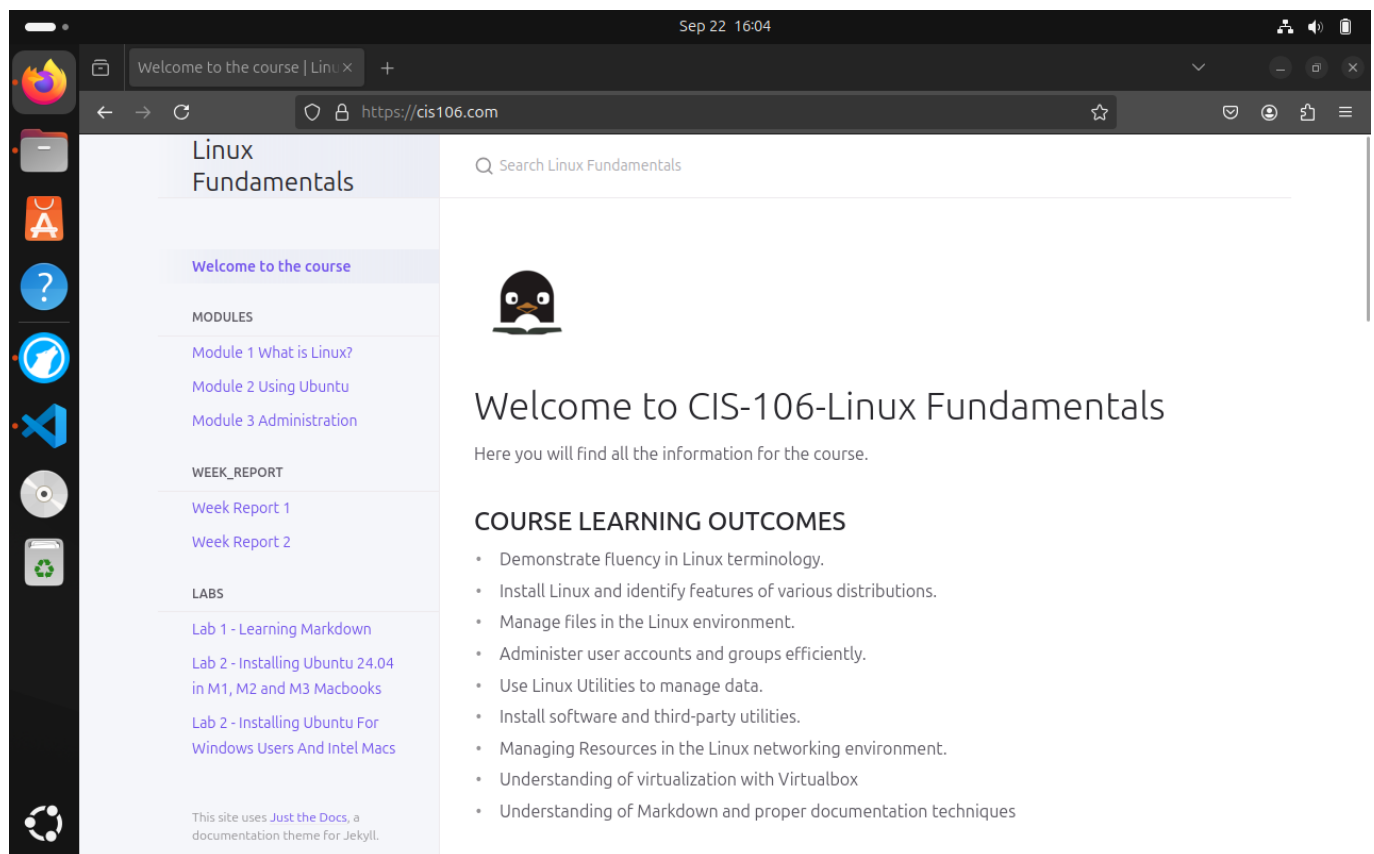 Sep 22 16:04
Welcome to the course | Linu
https://cis106.com
Linux
Fundamentals
Search Linux Fundamentals
Welcome to the course
MODULES
Module 1 What is Linux?
Module 2 Using Ubuntu
Module 3 Administration
WEEK_REPORT
Week Report 1
Week Report 2
LABS
Lab 1 - Learning Markdown
Lab 2 - Installing Ubuntu 24.04
in M1, M2 and M3 Macbooks
Lab 2 - Installing Ubuntu For
Windows Users And Intel Macs
This site uses Just the Docs, a
documentation theme for Jekyll.
Welcome to CIS-106-Linux Fundamentals
Here you will find all the information for the course.
COURSE LEARNING OUTCOMES
• Demonstrate fluency in Linux terminology.
• Install Linux and identify features of various distributions.
• Manage files in the Linux environment.
• Administer user accounts and groups efficiently.
• Use Linux Utilities to manage data.
• Install software and third-party utilities.
• Managing Resources in the Linux networking environment.
• Understanding of virtualization with Virtualbox
• Understanding of Markdown and proper documentation techniques